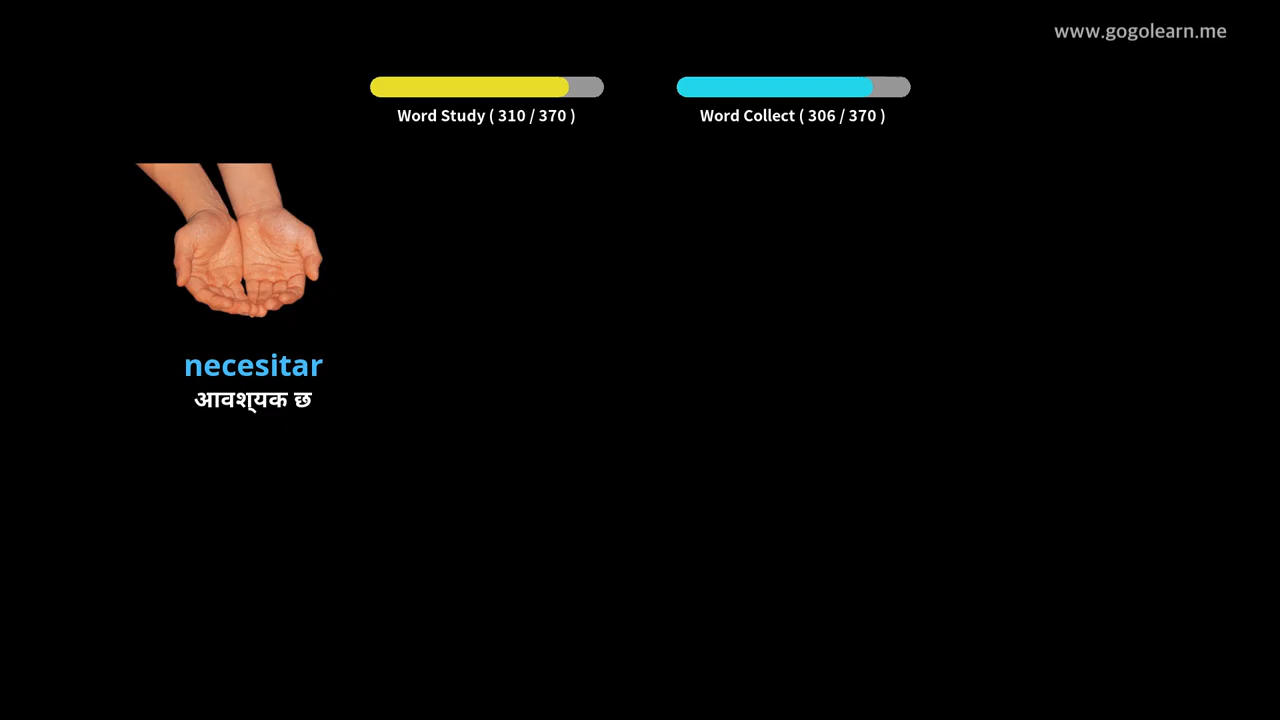 www.gogolearn.me
Word Study ( 310 / 370 )
Word Collect ( 306 / 370 )
necesitar
आवश्यक छ